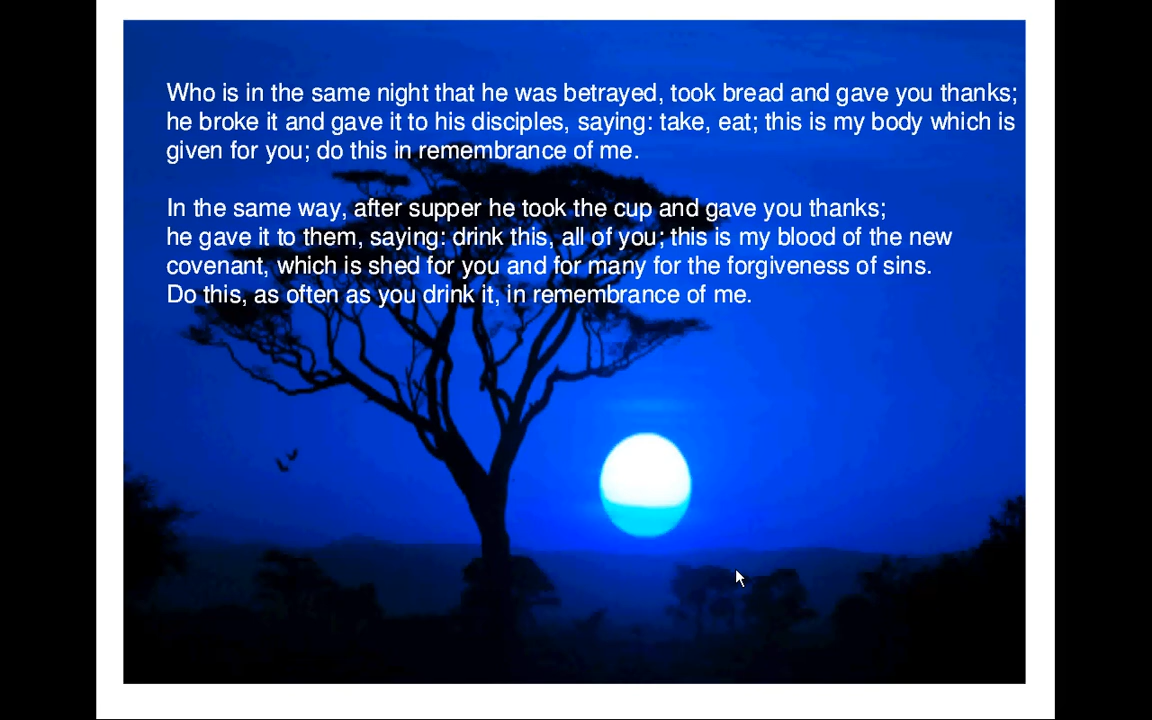 Who is in the same night that he was betrayed, took bread and gave you thanks;
he broke it and gave it to his disciples, saying: take, eat; this is my body which is
given for you; do this in remembrance of me.
In the same way, after supper he took the cup and gave you thanks;
he gave it to them, saying: drink this, all of you; this is my blood of the new
covenant, which is shed for you and for many for the forgiveness of sins.
Do this, as often as you drink it, in remembrance of me.